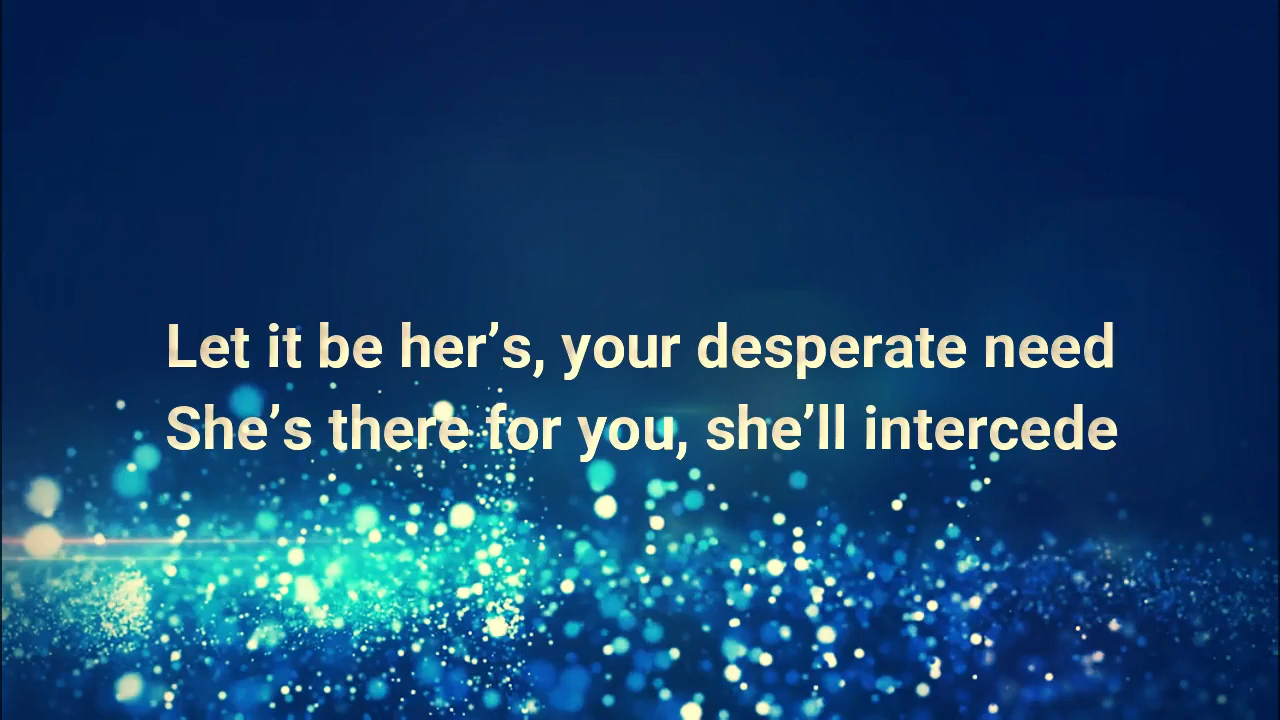 Let it be her’s, your desperate need
She’s there for you, she’ll intercede